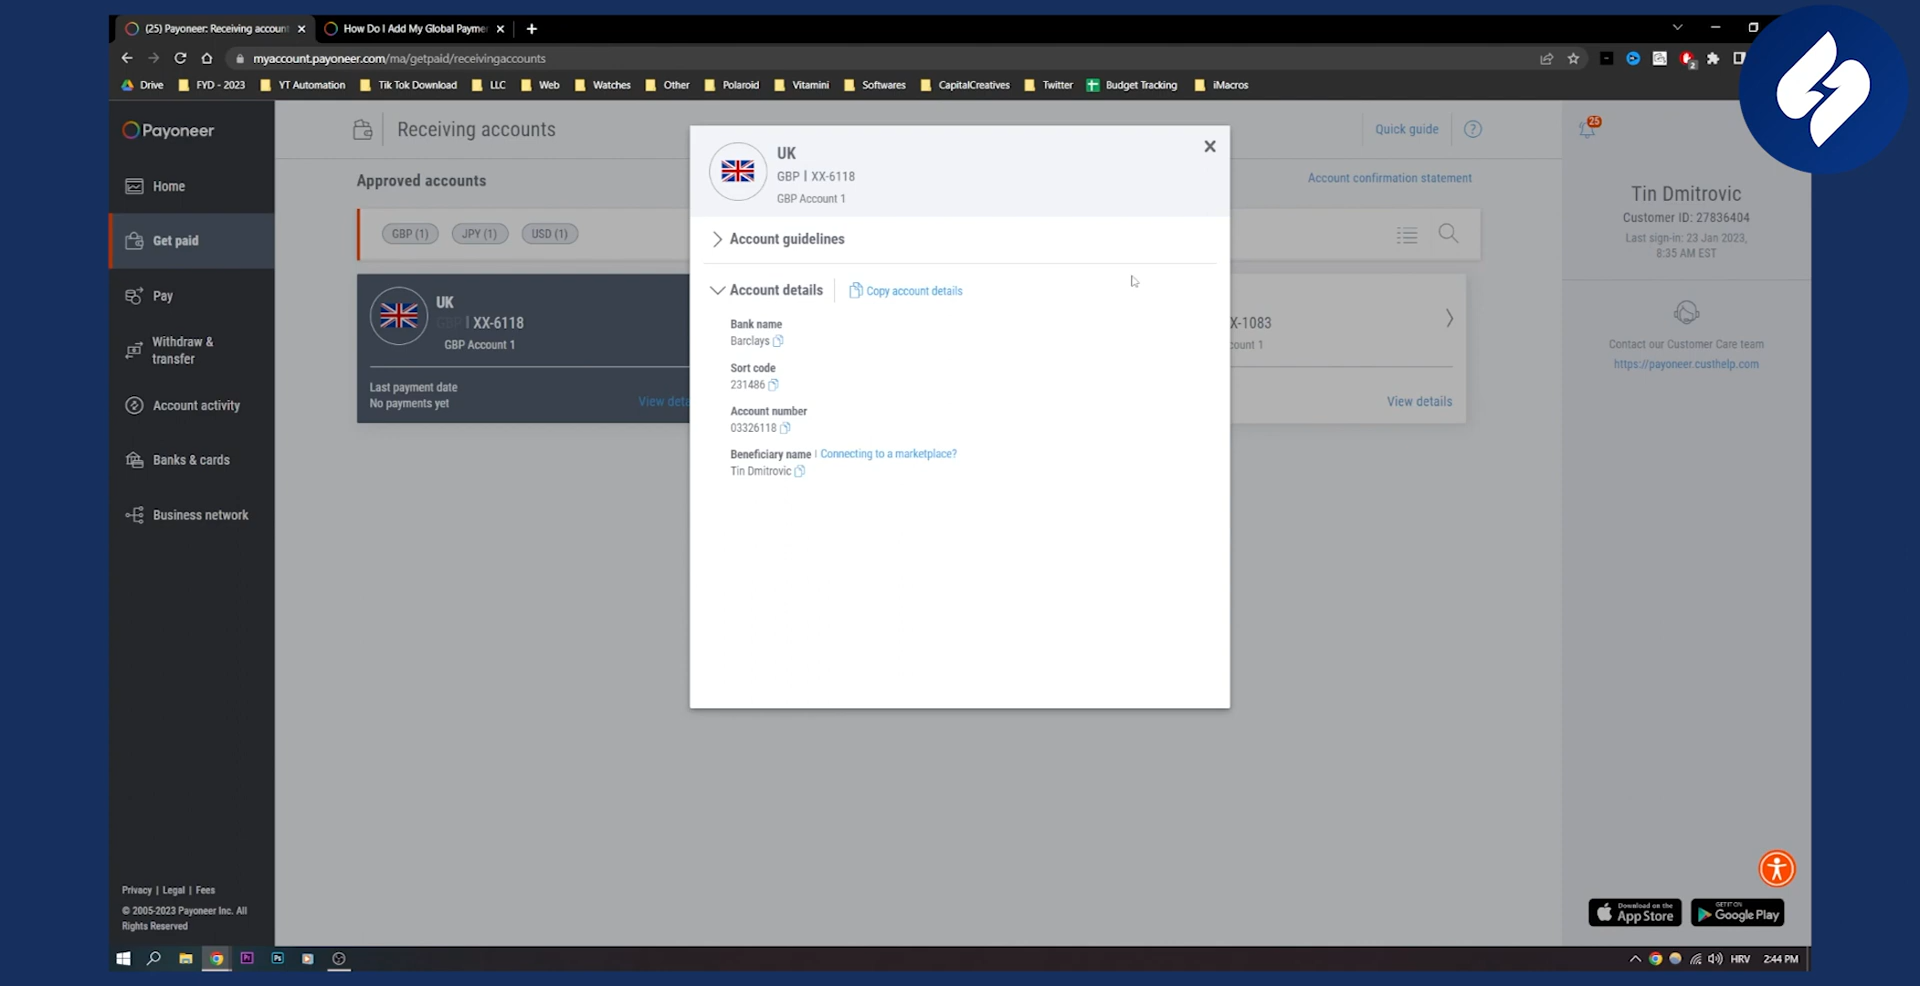 (25) Payoneer: Receiving account
How Do I Add My Global Payme
myaccount.payoneer.com/ma/getpaid/receivingaccounts
Drive FYD - 2023 YT Automation Tik Tok Download LLC Web Watches Other Polaroid Vitamini Softwares CapitalCreatives Twitter Budget Tracking iMacros
Payoneer
Home
Get paid
Pay
Withdraw &
transfer
Account activity
Banks & cards
Business network
Privacy | Legal | Fees
© 2005-2023 Payoneer Inc. All
Rights Reserved
Receiving accounts
Quick guide
Approved accounts
Account confirmation statement
GBP (1) JPY (1) USD (1)
UK
GBP | XX-6118
GBP Account 1
Last payment date
No payments yet
View deta
X-1083
count 1
View details
UK
GBP | XX-6118
GBP Account 1
Account guidelines
Account details
Copy account details
Bank name
Barclays
Sort code
231486
Account number
03326118
Beneficiary name | Connecting to a marketplace?
Tin Dmitrovic
25
Tin Dmitrovic
Customer ID: 27836404
Last sign-in: 23 Jan 2023,
8:35 AM EST
Contact our Customer Care team
https://payoneer.custhelp.com
Download on the
App Store
GET IT ON
Google Play
HRV 2:44 PM